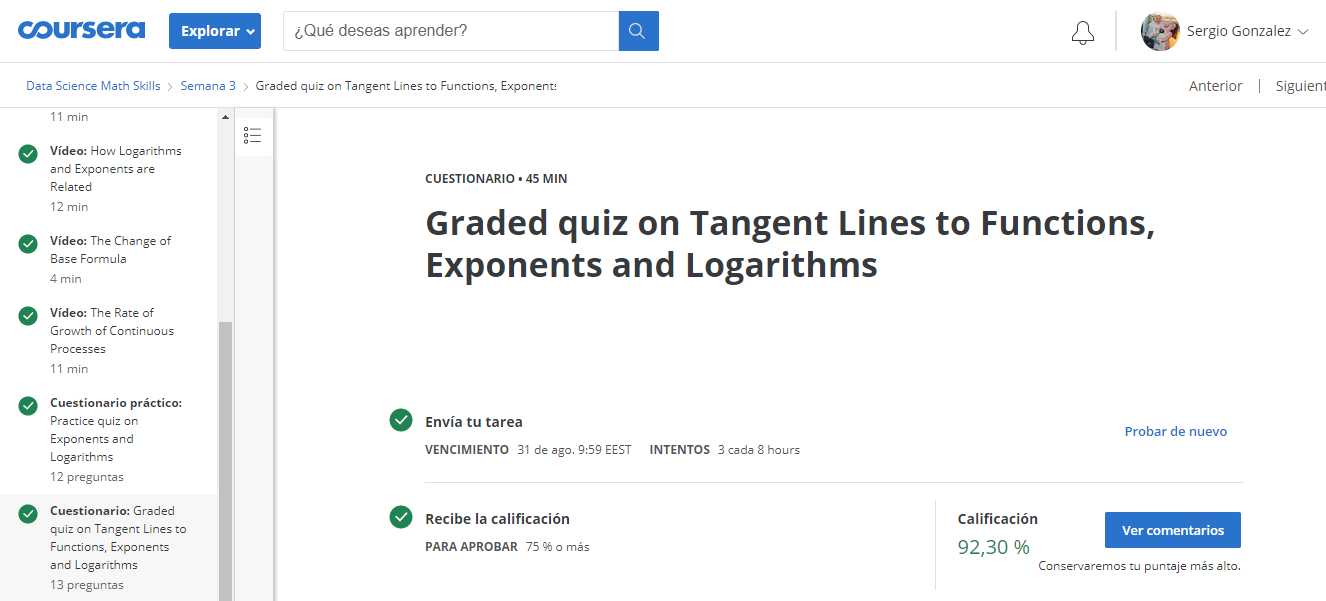 coursera
Explorar
¿Qué deseas aprender?
Sergio Gonzalez
Data Science Math Skills
Semana 3
Graded quiz on Tangent Lines to Functions, Exponents
Anterior
Siguient
11 min
Vídeo: How Logarithms
and Exponents are
Related
12 min
Vídeo: The Change of
Base Formula
4 min
Vídeo: The Rate of
Growth of Continuous
Processes
11 min
Cuestionario práctico:
Practice quiz on
Exponents and
Logarithms
12 preguntas
Cuestionario: Graded
quiz on Tangent Lines to
Functions, Exponents
and Logarithms
13 preguntas
CUESTIONARIO • 45 MIN
Graded quiz on Tangent Lines to Functions,
Exponents and Logarithms
Envía tu tarea
VENCIMIENTO 31 de ago. 9:59 EEST INTENTOS 3 cada 8 hours
Probar de nuevo
Recibe la calificación
PARA APROBAR 75 % o más
Calificación
92,30 %
Ver comentarios
Conservaremos tu puntaje más alto.